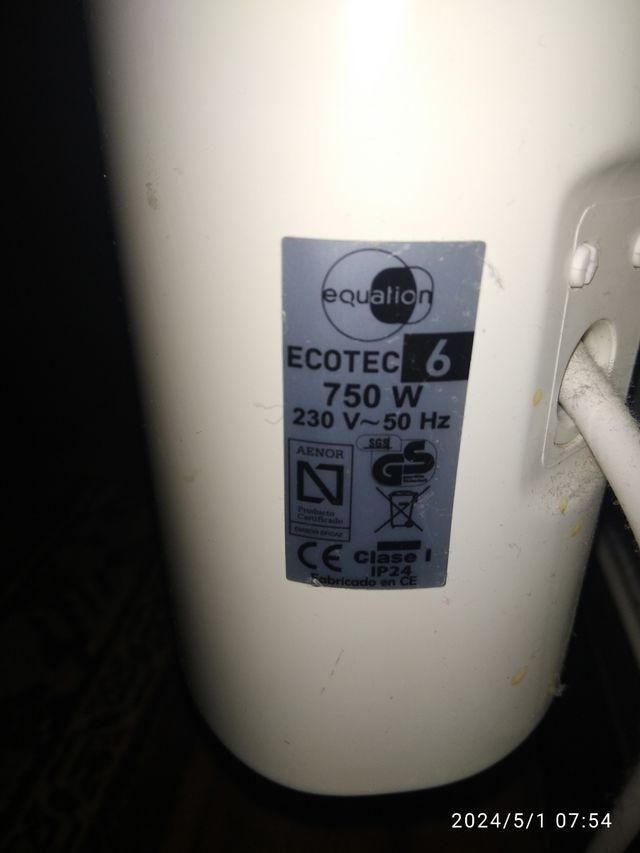 equation
ECOTEC 6
750 W
230 V~50 Hz
SGS
AENOR
GS
Producto
Certificado
CE
Clase I
IP24
Fabricado en CE
2024/5/1 07:54